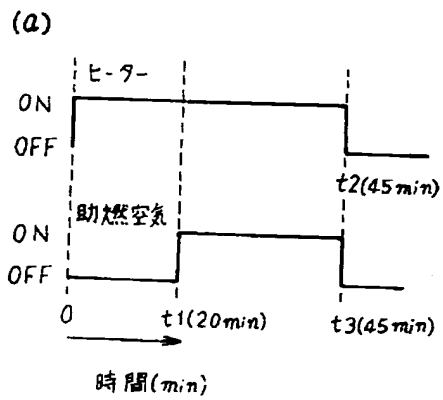 (a)
ヒーター
ON
OFF
t2(45min)
助燃空気
ON
OFF
0
t1(20min)
t3(45min)
時間(min)